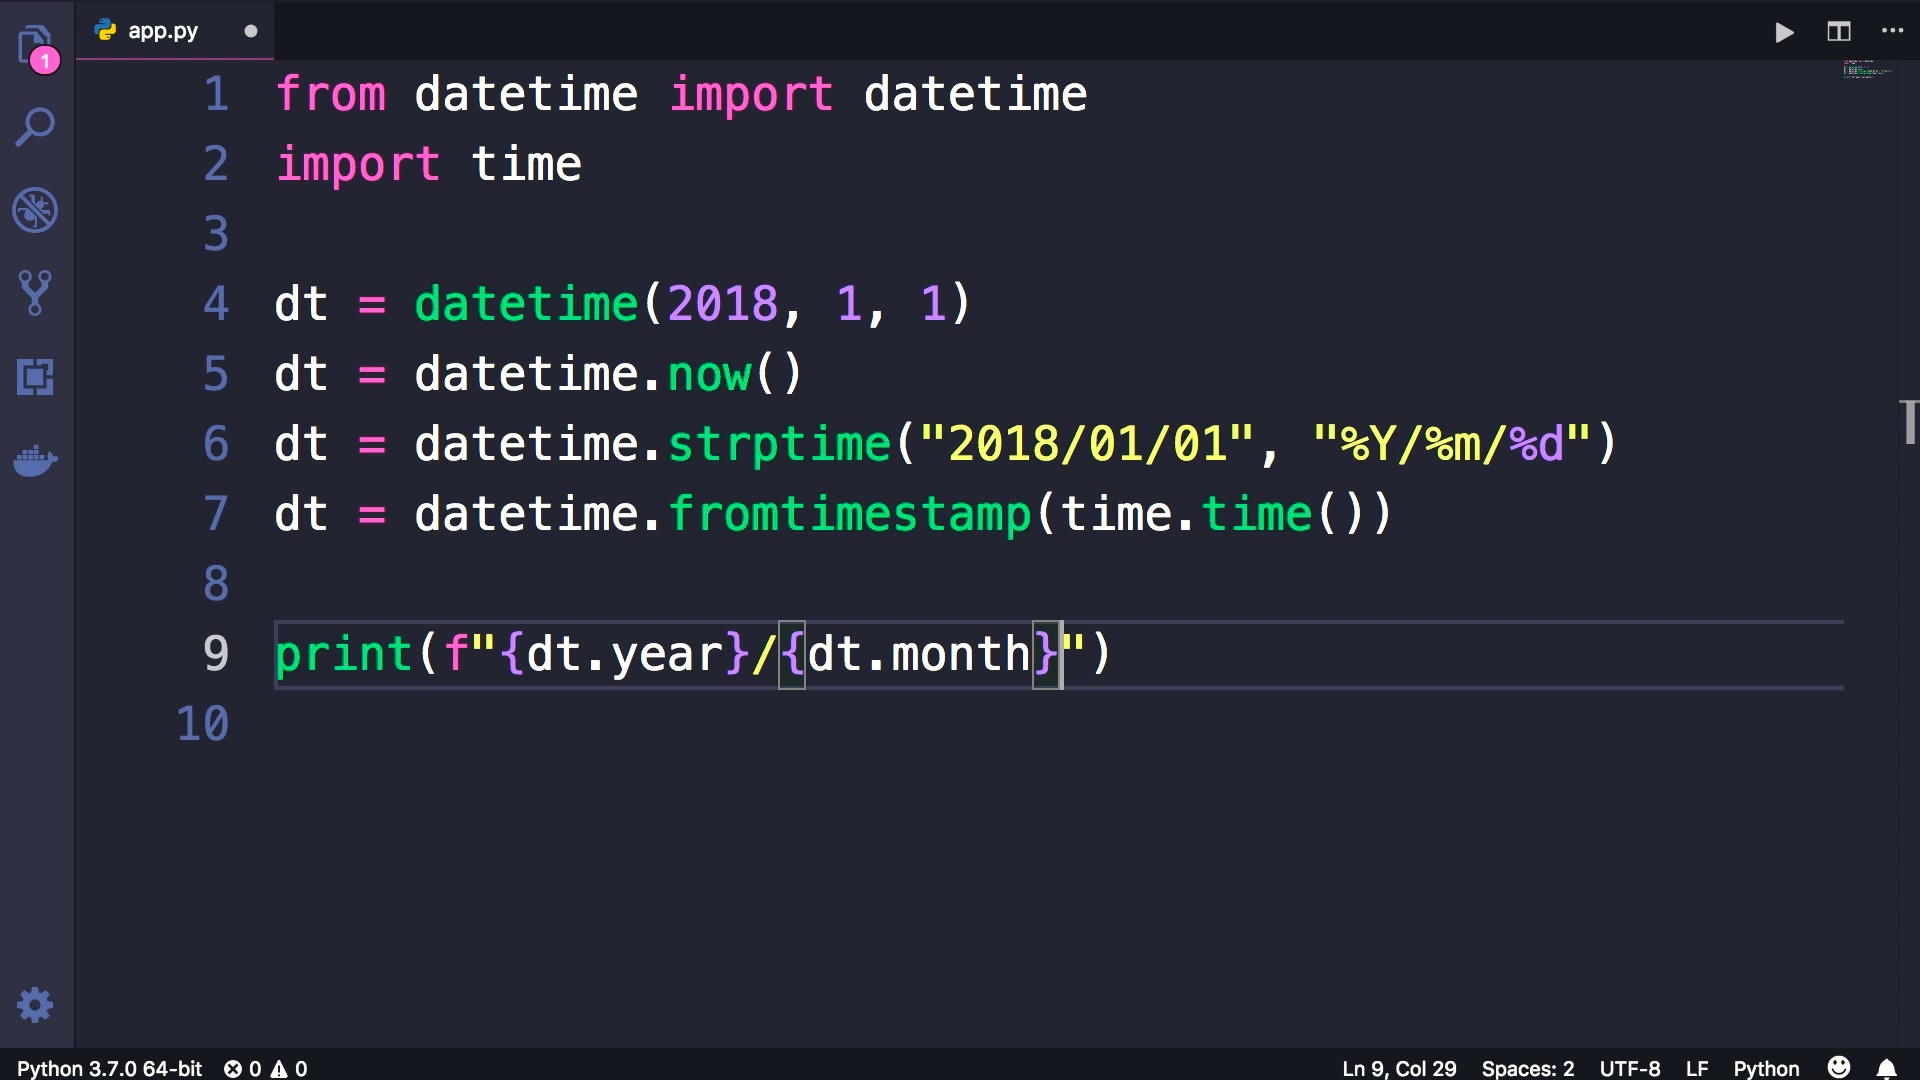 1
app.py
1 from datetime import datetime
2 import time
3
4 dt = datetime(2018, 1, 1)
5 dt = datetime.now()
6 dt = datetime.strptime("2018/01/01", "%Y/%m/%d")
7 dt = datetime.fromtimestamp(time.time())
8
9 print(f"{dt.year}/{dt.month}")
10
Python 3.7.0 64-bit 0 0 Ln 9, Col 29 Spaces: 2 UTF-8 LF Python